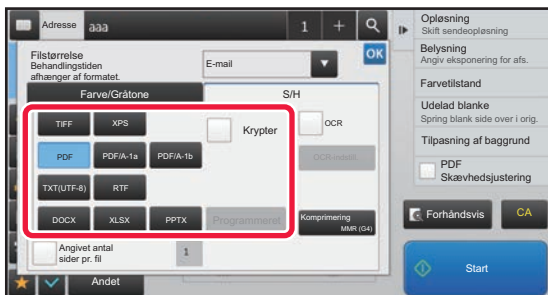 Adresse
aaa
1
Filstørrelse
Behandlingstiden
afhænger af formatet.
E-mail
OK
Farve/Gråtone
S/H
TIFF
XPS
Krypter
OCR
PDF
PDF/A-1a
PDF/A-1b
OCR-indstil.
TXT(UTF-8)
RTF
DOCX
XLSX
PPTX
Programmeret
Komprimering
MMR (G4)
Angivet antal
sider pr. fil
1
Andet
Opløsning
Skift sendeopløsning
Belysning
Angiv eksponering for afs.
Farvetilstand
Udelad blanke
Spring blank side over i orig.
Tilpasning af baggrund
PDF
Skævhedsjustering
Forhåndsvis
CA
Start